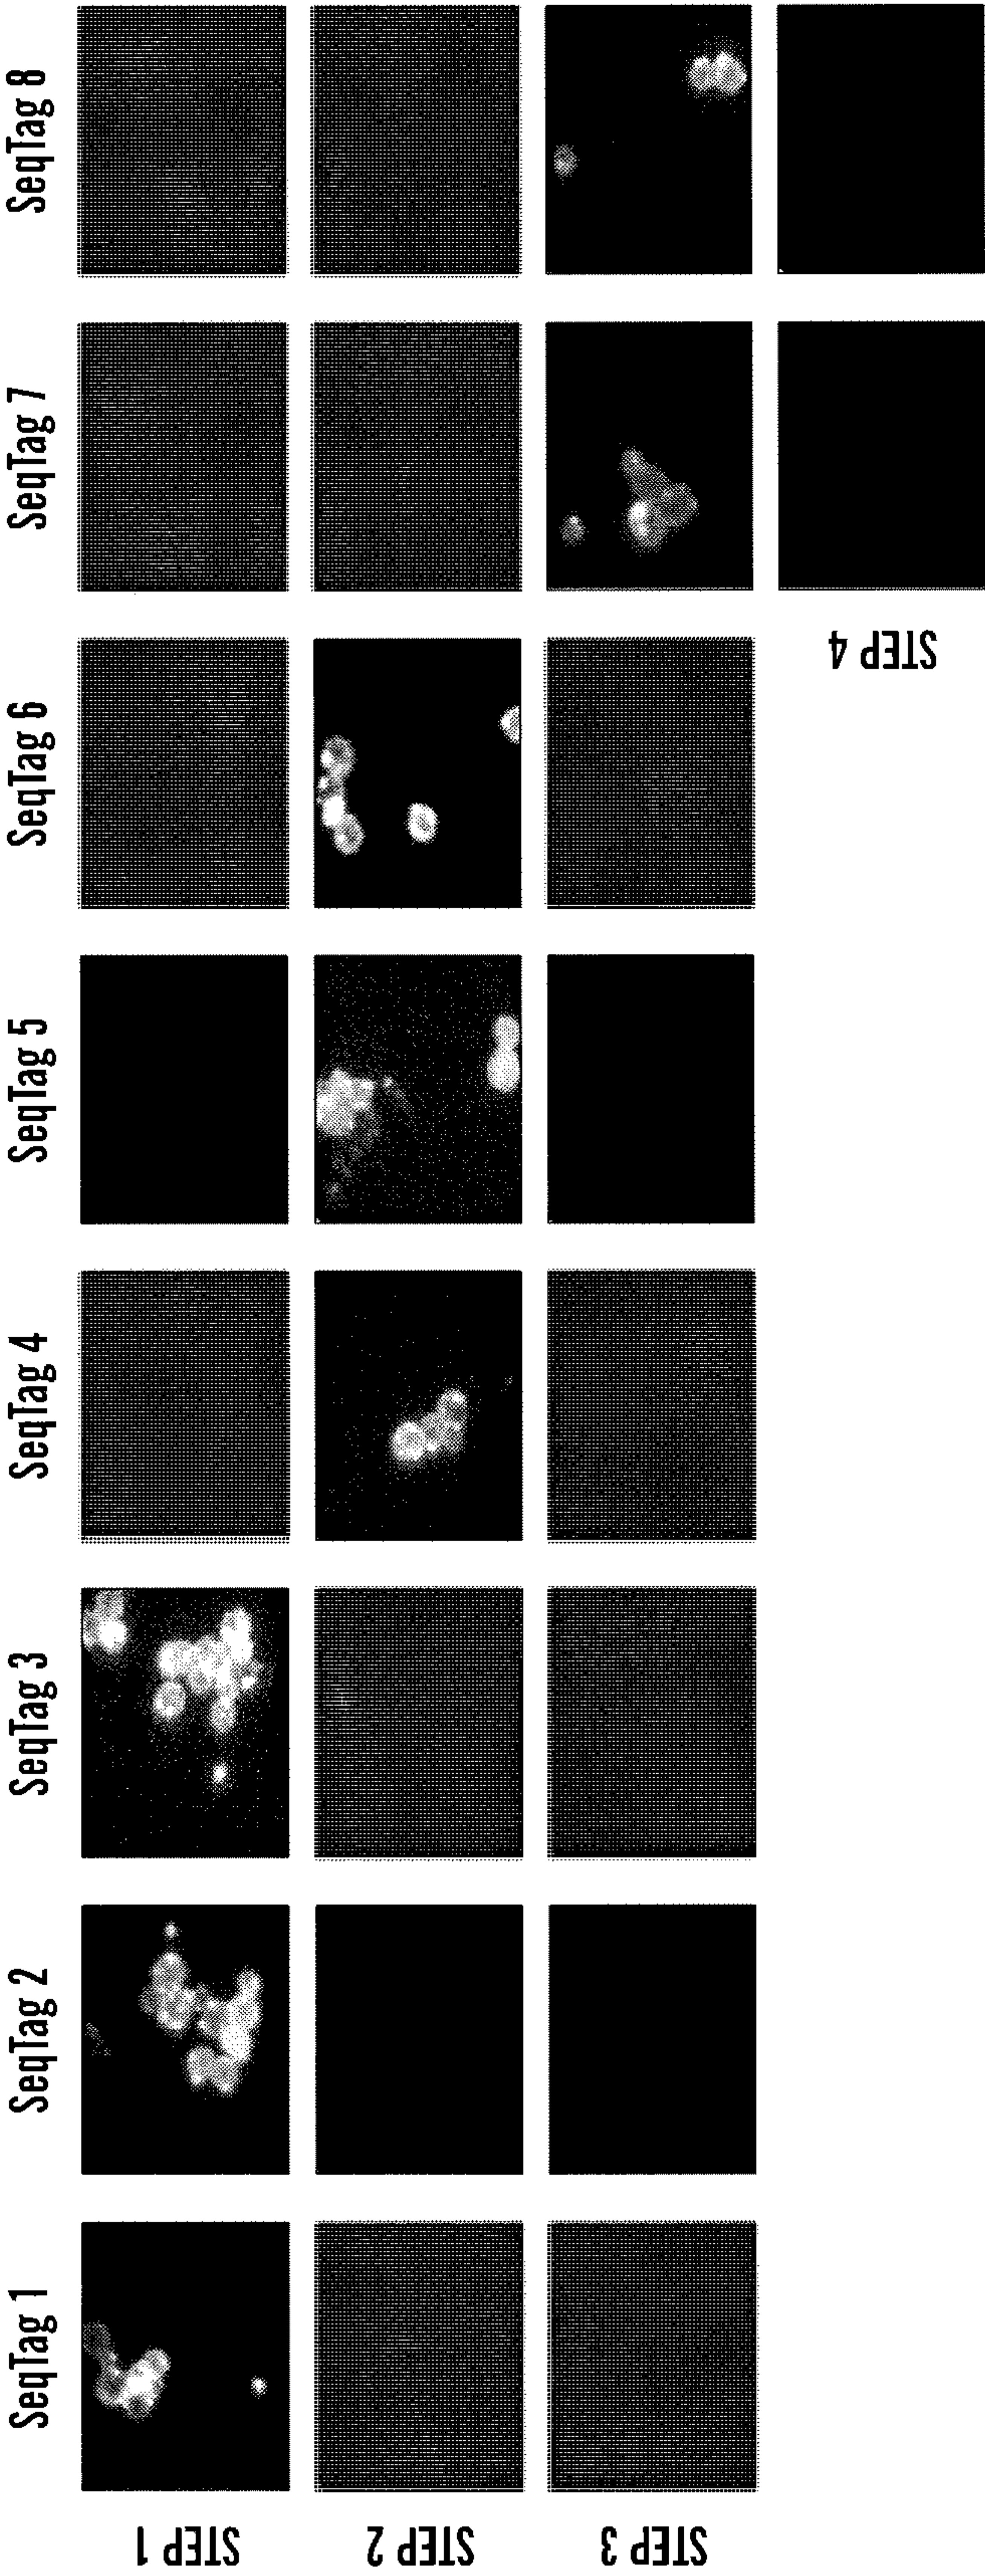 SeqTag 1
SeqTag 2
SeqTag 3
SeqTag 4
SeqTag 5
SeqTag 6
SeqTag 7
SeqTag 8
STEP 1
STEP 2
STEP 3
STEP 4